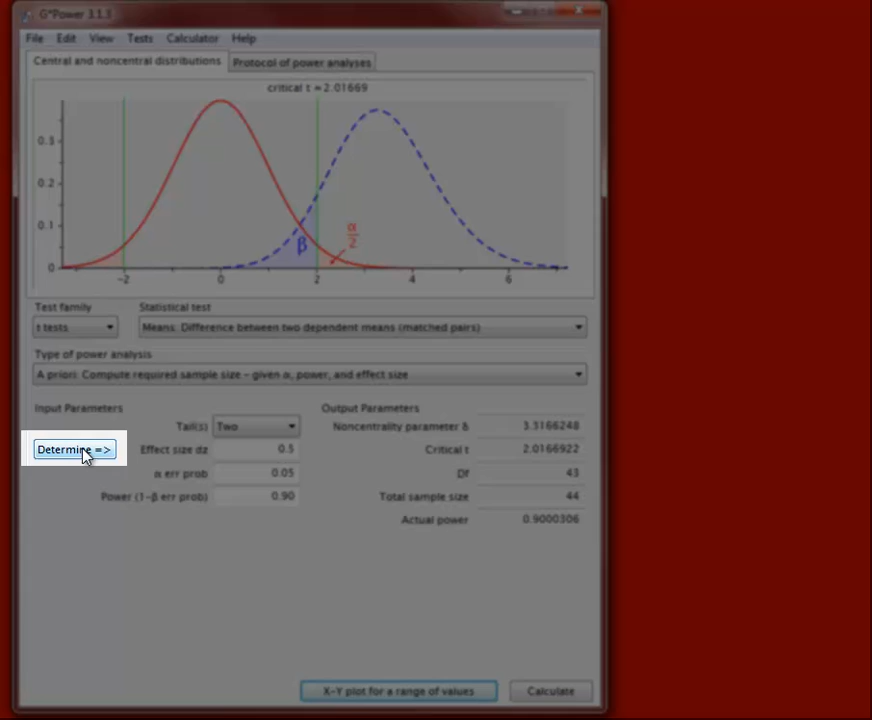 G*Power 3.1.3
File Edit View Tests Calculator Help
Central and noncentral distributions Protocol of power analyses
critical t = 2.01669
0.3
0.2
0.1
0
β
α
2
-2 0 2 4 6
Test family Statistical test
t tests Means: Difference between two dependent means (matched pairs)
Type of power analysis
A priori: Compute required sample size - given α, power, and effect size
Input Parameters Output Parameters
Tail(s) Two Noncentrality parameter δ 3.3166248
Determine => Effect size dz 0.5 Critical t 2.0166922
α err prob 0.05 Df 43
Power (1-β err prob) 0.90 Total sample size 44
Actual power 0.9000306
X-Y plot for a range of values Calculate